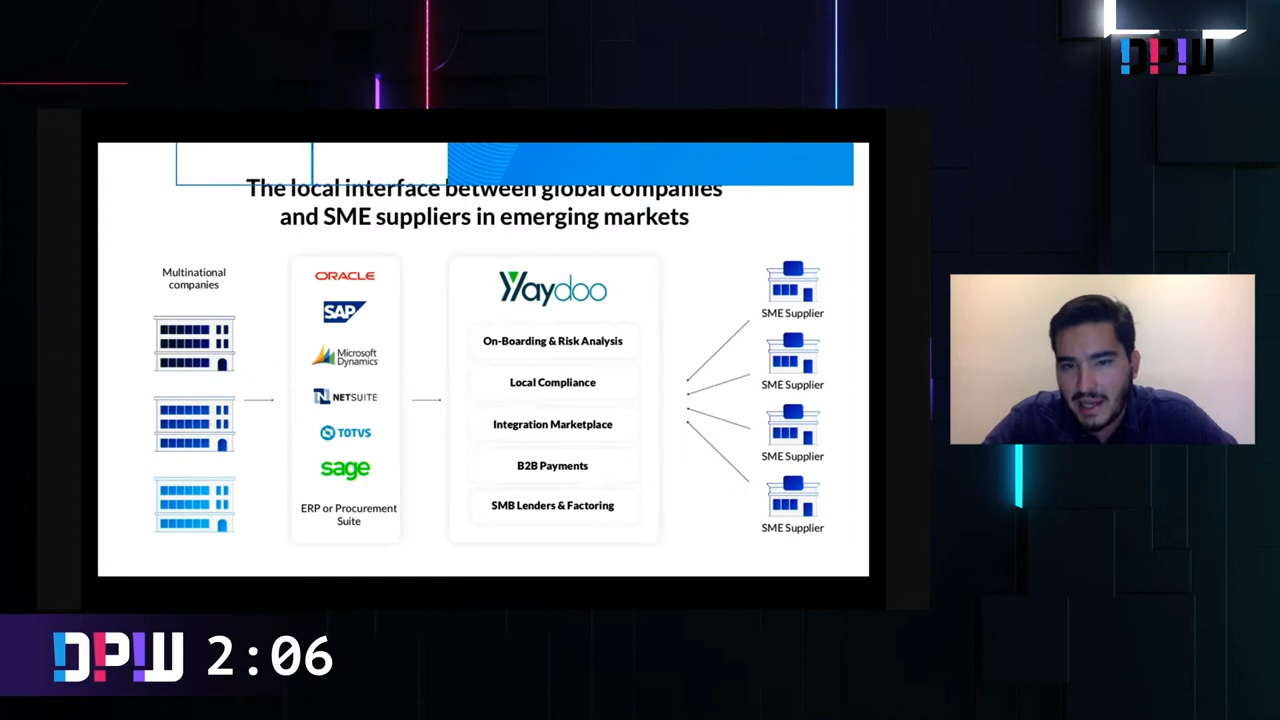 DPW
The local interface between global companies
and SME suppliers in emerging markets
Multinational
companies
ORACLE
SAP
Microsoft
Dynamics
NETSUITE
TOTVS
sage
ERP or Procurement
Suite
Yaydoo
On-Boarding & Risk Analysis
Local Compliance
Integration Marketplace
B2B Payments
SMB Lenders & Factoring
SME Supplier
SME Supplier
SME Supplier
SME Supplier
DPW 2:06